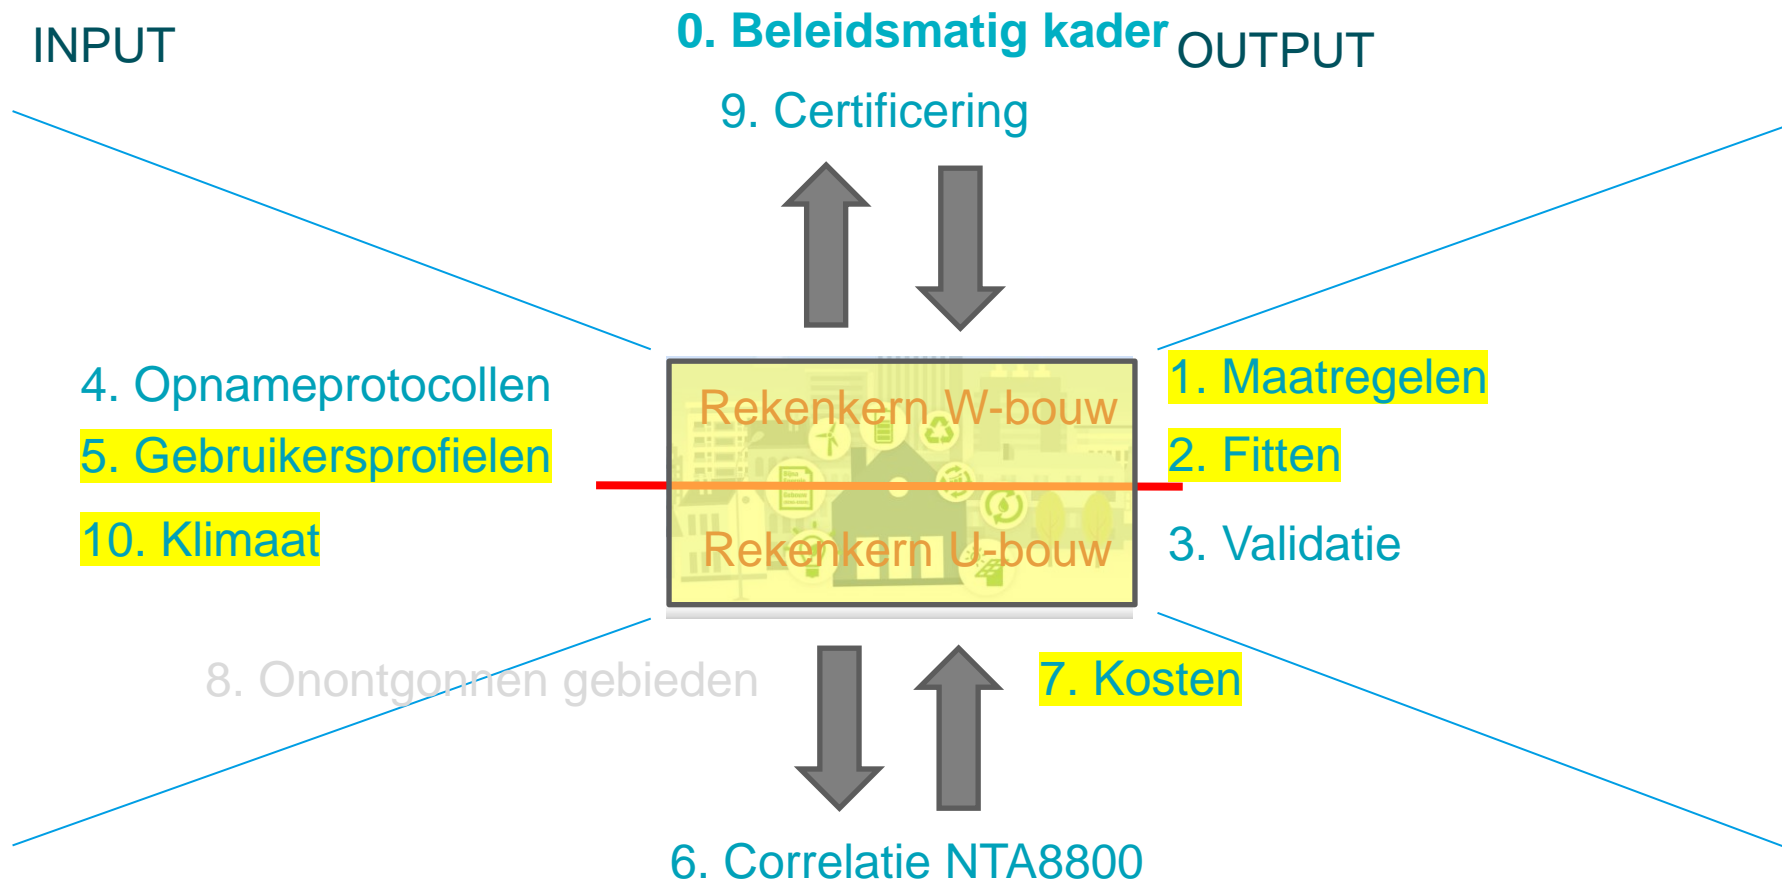 INPUT
0. Beleidsmatig kader
OUTPUT
9. Certificering
4. Opnameprotocollen
5. Gebruikersprofielen
10. Klimaat
Rekenkern W-bouw
Rekenkern U-bouw
1. Maatregelen
2. Fitten
3. Validatie
8. Onontgonnen gebieden
7. Kosten
6. Correlatie NTA8800